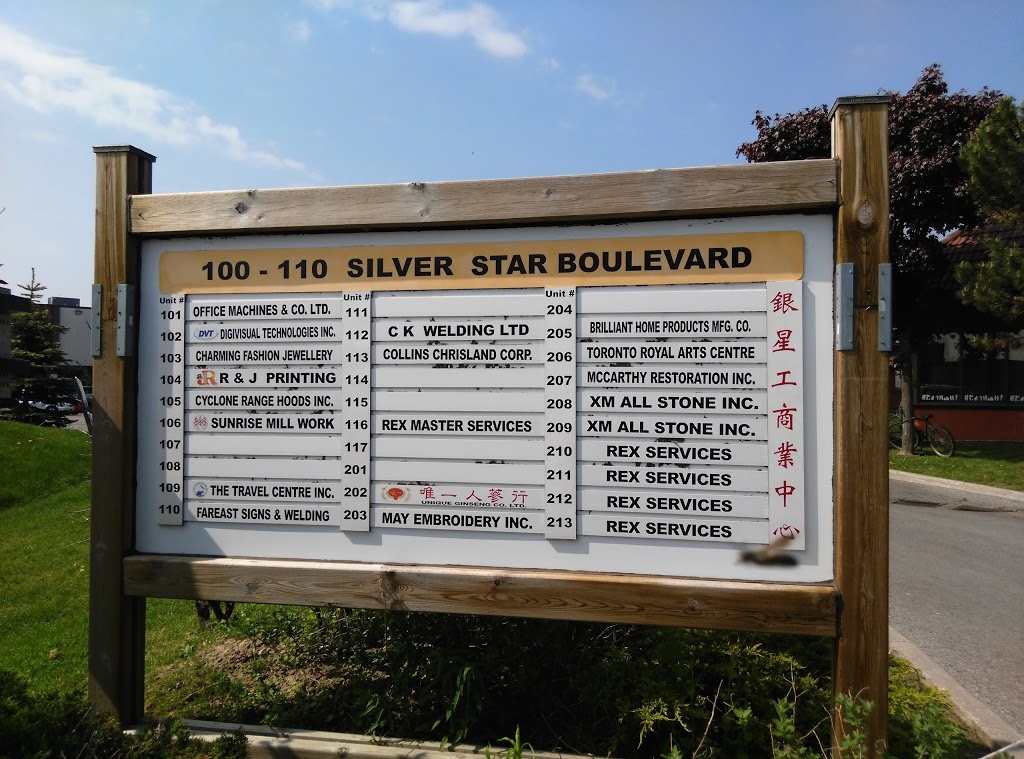 100 - 110 SILVER STAR BOULEVARD
Unit #
101 OFFICE MACHINES & CO. LTD.
102 DVT DIGIVISUAL TECHNOLOGIES INC.
103 CHARMING FASHION JEWELLERY
104 JR R & J PRINTING
105 CYCLONE RANGE HOODS INC.
106 SUNRISE MILL WORK
107
108
109 THE TRAVEL CENTRE INC.
110 FAREAST SIGNS & WELDING
Unit #
111
112 C K WELDING LTD
113 COLLINS CHRISLAND CORP.
114
115
116 REX MASTER SERVICES
117
201
202 唯一人蔘行
UNIQUE GINSENG CO. LTD.
203 MAY EMBROIDERY INC.
Unit #
204
205 BRILLIANT HOME PRODUCTS MFG. CO.
206 TORONTO ROYAL ARTS CENTRE
207 MCCARTHY RESTORATION INC.
208 XM ALL STONE INC.
209 XM ALL STONE INC.
210 REX SERVICES
211 REX SERVICES
212 REX SERVICES
213 REX SERVICES
銀星工商業中心